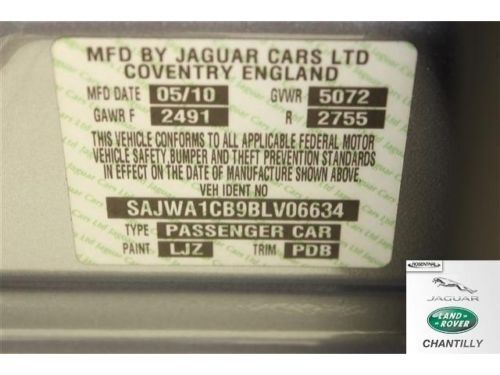 MFD BY JAGUAR CARS LTD
COVENTRY ENGLAND
MFD DATE 05/10 GVWR 5072
GAWR F 2491 R 2755
THIS VEHICLE CONFORMS TO ALL APPLICABLE FEDERAL MOTOR
VEHICLE SAFETY,BUMPER AND THEFT PREVENTION STANDARDS
IN EFFECT ON THE DATE OF MANUFACTURE SHOWN ABOVE.
VEH IDENT NO
SAJWA1CB9BLV06634
TYPE PASSENGER CAR
PAINT LJZ TRIM PDB
ROSENTHAL
JAGUAR
LAND
ROVER
CHANTILLY